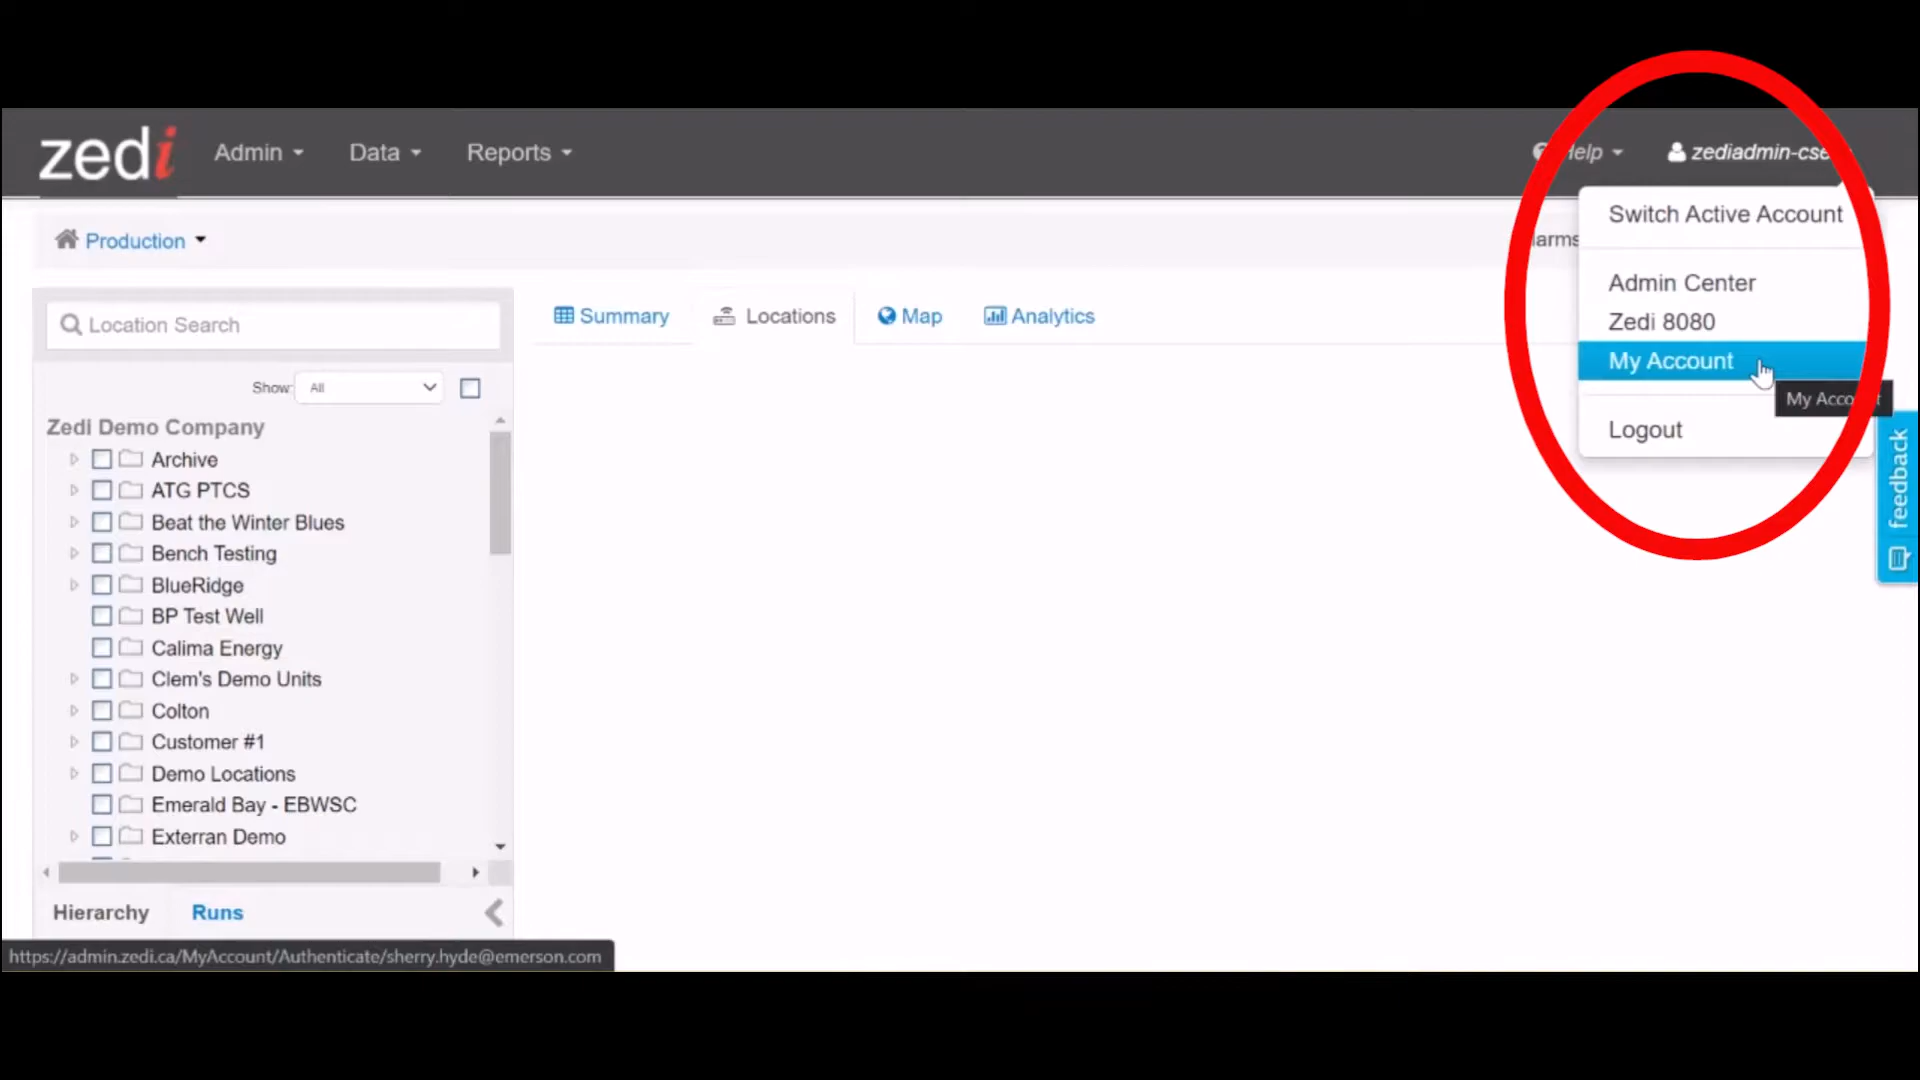 zedi Admin Data Reports Help zediadmin-cse
Switch Active Account
Production
Admin Center
Zedi 8080
My Account
My Account
Logout
feedback
Location Search
Summary Locations Map Analytics
Show: All
Zedi Demo Company
Archive
ATG PTCS
Beat the Winter Blues
Bench Testing
BlueRidge
BP Test Well
Calima Energy
Clem's Demo Units
Colton
Customer #1
Demo Locations
Emerald Bay - EBWSC
Exterran Demo
Hierarchy Runs
https://admin.zedi.ca/MyAccount/Authenticate/sherry.hyde@emerson.com